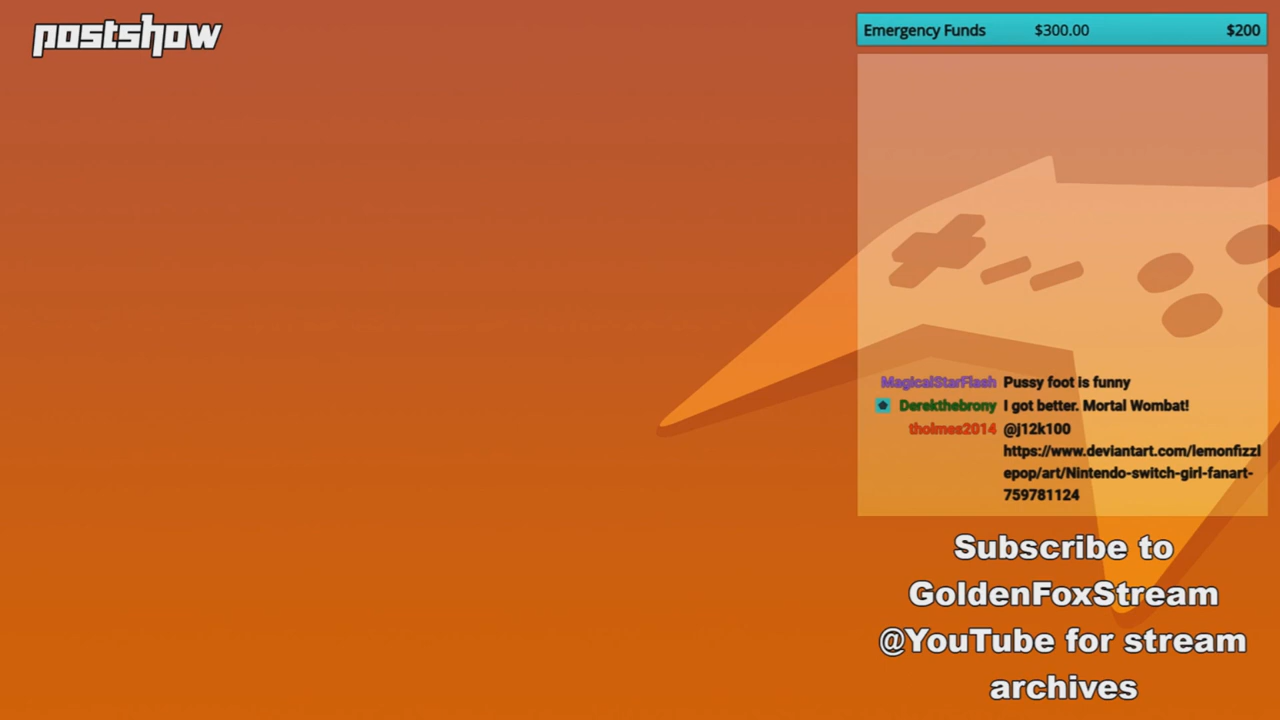 postshow
Emergency Funds $300.00 $200
MagicalStarFlash Pussy foot is funny
Derekthebrony I got better. Mortal Wombat!
tholmes2014 @j12k100
https://www.deviantart.com/lemonfizzl
epop/art/Nintendo-switch-girl-fanart-
759781124
Subscribe to
GoldenFoxStream
@YouTube for stream
archives